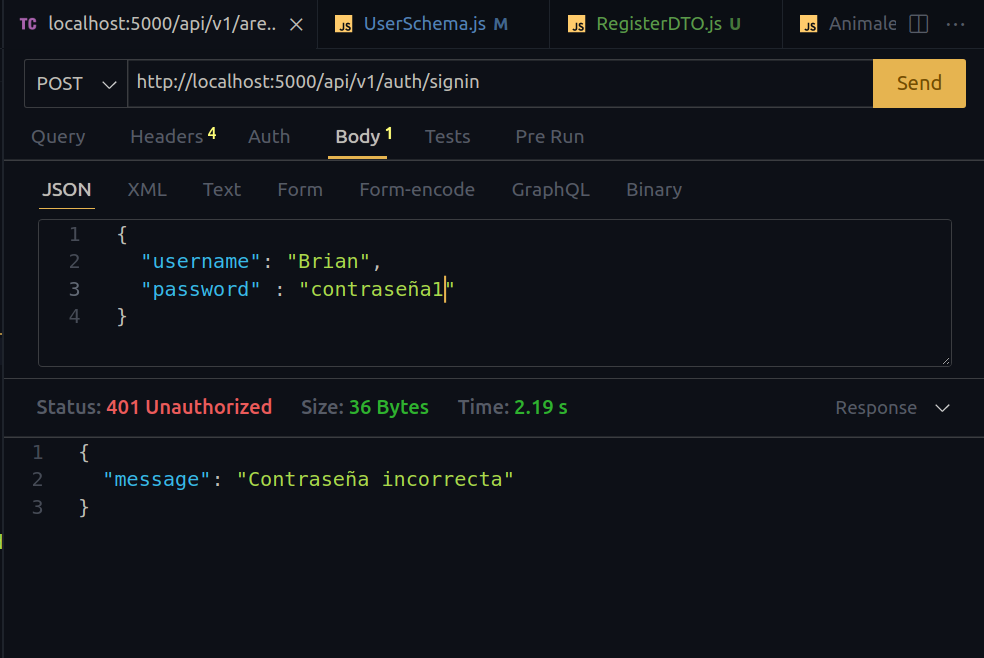 TC localhost:5000/api/v1/are...
JS UserSchema.js M
JS RegisterDTO.js U
JS Animale
POST
http://localhost:5000/api/v1/auth/signin
Send
Query Headers 4 Auth Body 1 Tests Pre Run
JSON XML Text Form Form-encode GraphQL Binary
1 {
2 "username": "Brian",
3 "password" : "contraseña1"
4 }
Status: 401 Unauthorized Size: 36 Bytes Time: 2.19 s Response
1 {
2 "message": "Contraseña incorrecta"
3 }